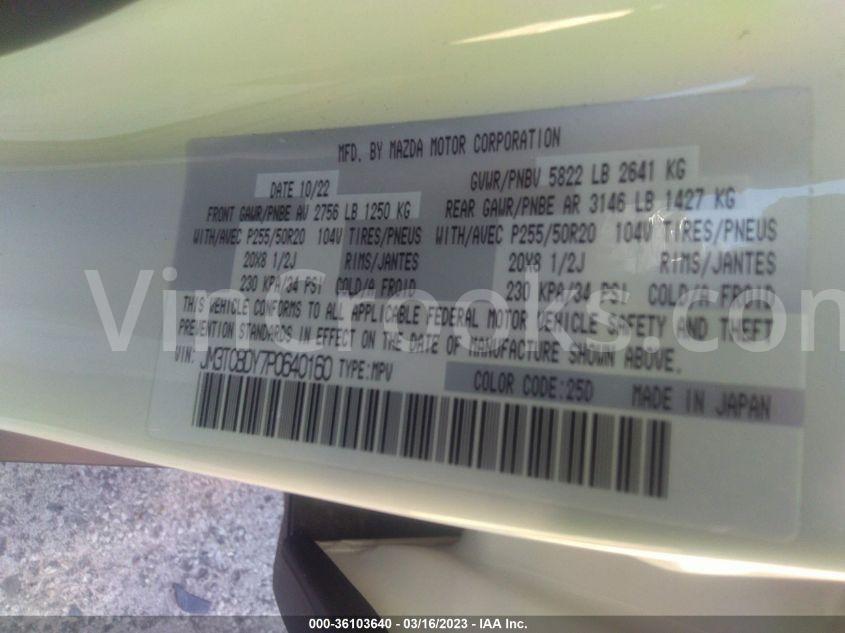 MFD. BY MAZDA MOTOR CORPORATION
DATE 10/22
GVWR/PNBV 5822 LB 2641 KG
FRONT GAWR/PNBE AV 2756 LB 1250 KG
REAR GAWR/PNBE AR 3146 LB 1427 KG
WITH/AVEC P255/50R20 104V TIRES/PNEUS
WITH/AVEC P255/50R20 104V TIRES/PNEUS
20X8 1/2J RIMS/JANTES
20X8 1/2J RIMS/JANTES
230 KPA/34 PSI COLD/A FROID
230 KPA/34 PSI COLD/A FROID
THIS VEHICLE CONFORMS TO ALL APPLICABLE FEDERAL MOTOR VEHICLE SAFETY AND THEFT
PREVENTION STANDARDS IN EFFECT ON THE DATE OF MANUFACTURE SHOWN ABOVE.
VIN: JM3TCBDY7P0640160 TYPE:MPV
COLOR CODE:25D MADE IN JAPAN
VinCrooks.com
000-36103640 - 03/16/2023 - IAA Inc.